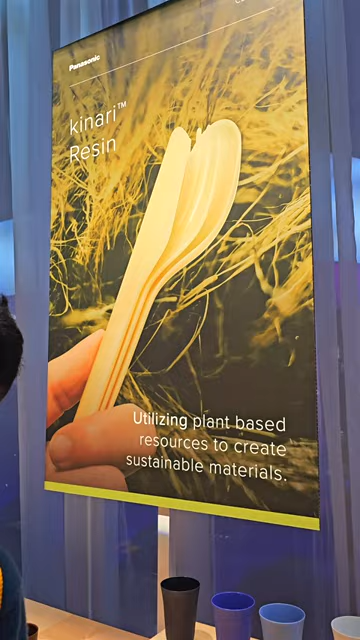 Panasonic
kinari™
Resin
Utilizing plant based
resources to create
sustainable materials.